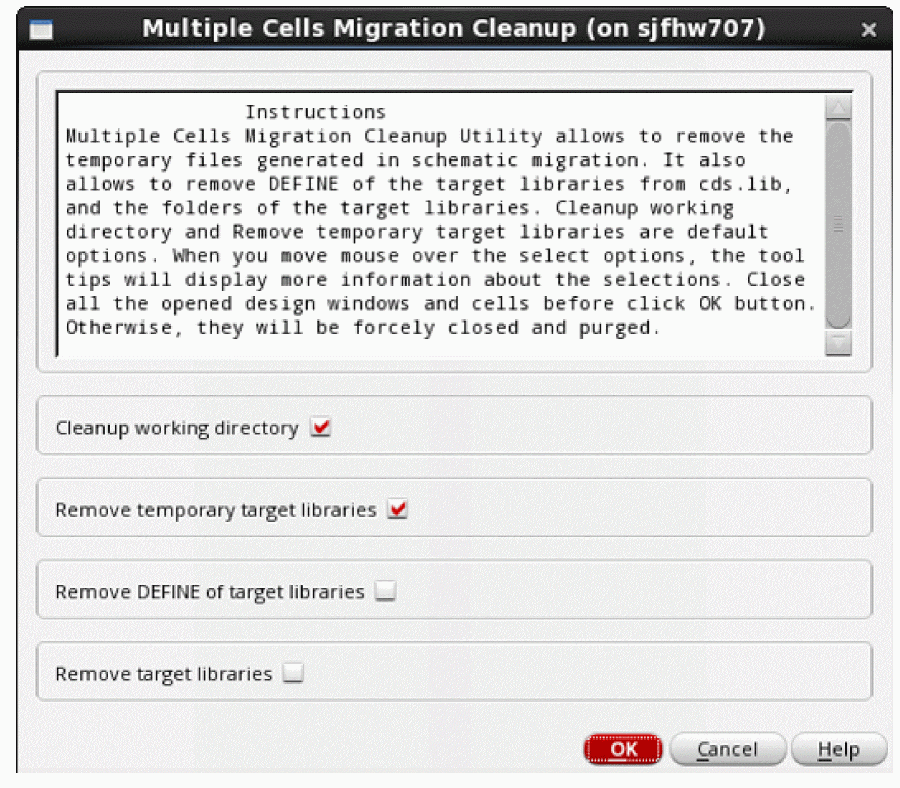 Multiple Cells Migration Cleanup (on sjfhw707)
Instructions
Multiple Cells Migration Cleanup Utility allows to remove the
temporary files generated in schematic migration. It also
allows to remove DEFINE of the target libraries from cds.lib,
and the folders of the target libraries. Cleanup working
directory and Remove temporary target libraries are default
options. When you move mouse over the select options, the tool
tips will display more information about the selections. Close
all the opened design windows and cells before click OK button.
Otherwise, they will be forcely closed and purged.
Cleanup working directory
Remove temporary target libraries
Remove DEFINE of target libraries
Remove target libraries
OK Cancel Help